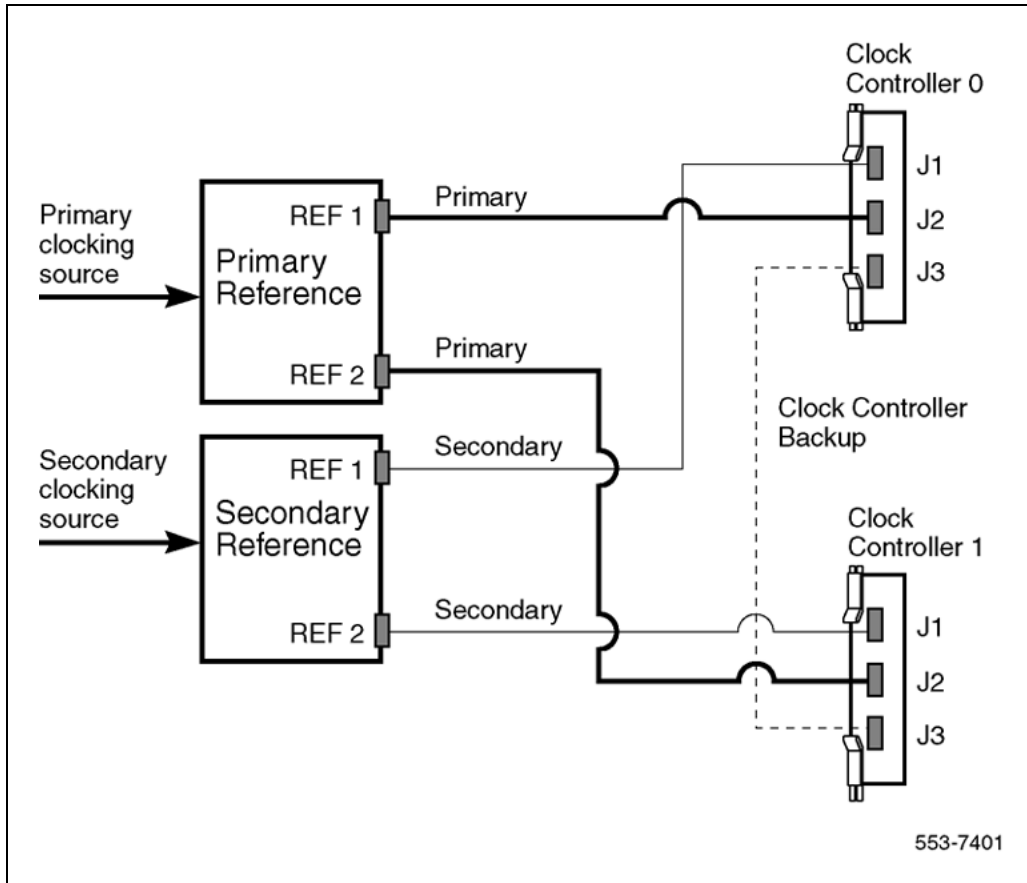 Clock
Controller 0
J1
J2
J3
Primary
clocking
source
REF 1
Primary
Reference
REF 2
Primary
Primary
Clock Controller
Backup
Secondary
clocking
source
REF 1
Secondary
Reference
REF 2
Secondary
Secondary
Clock
Controller 1
J1
J2
J3
553-7401